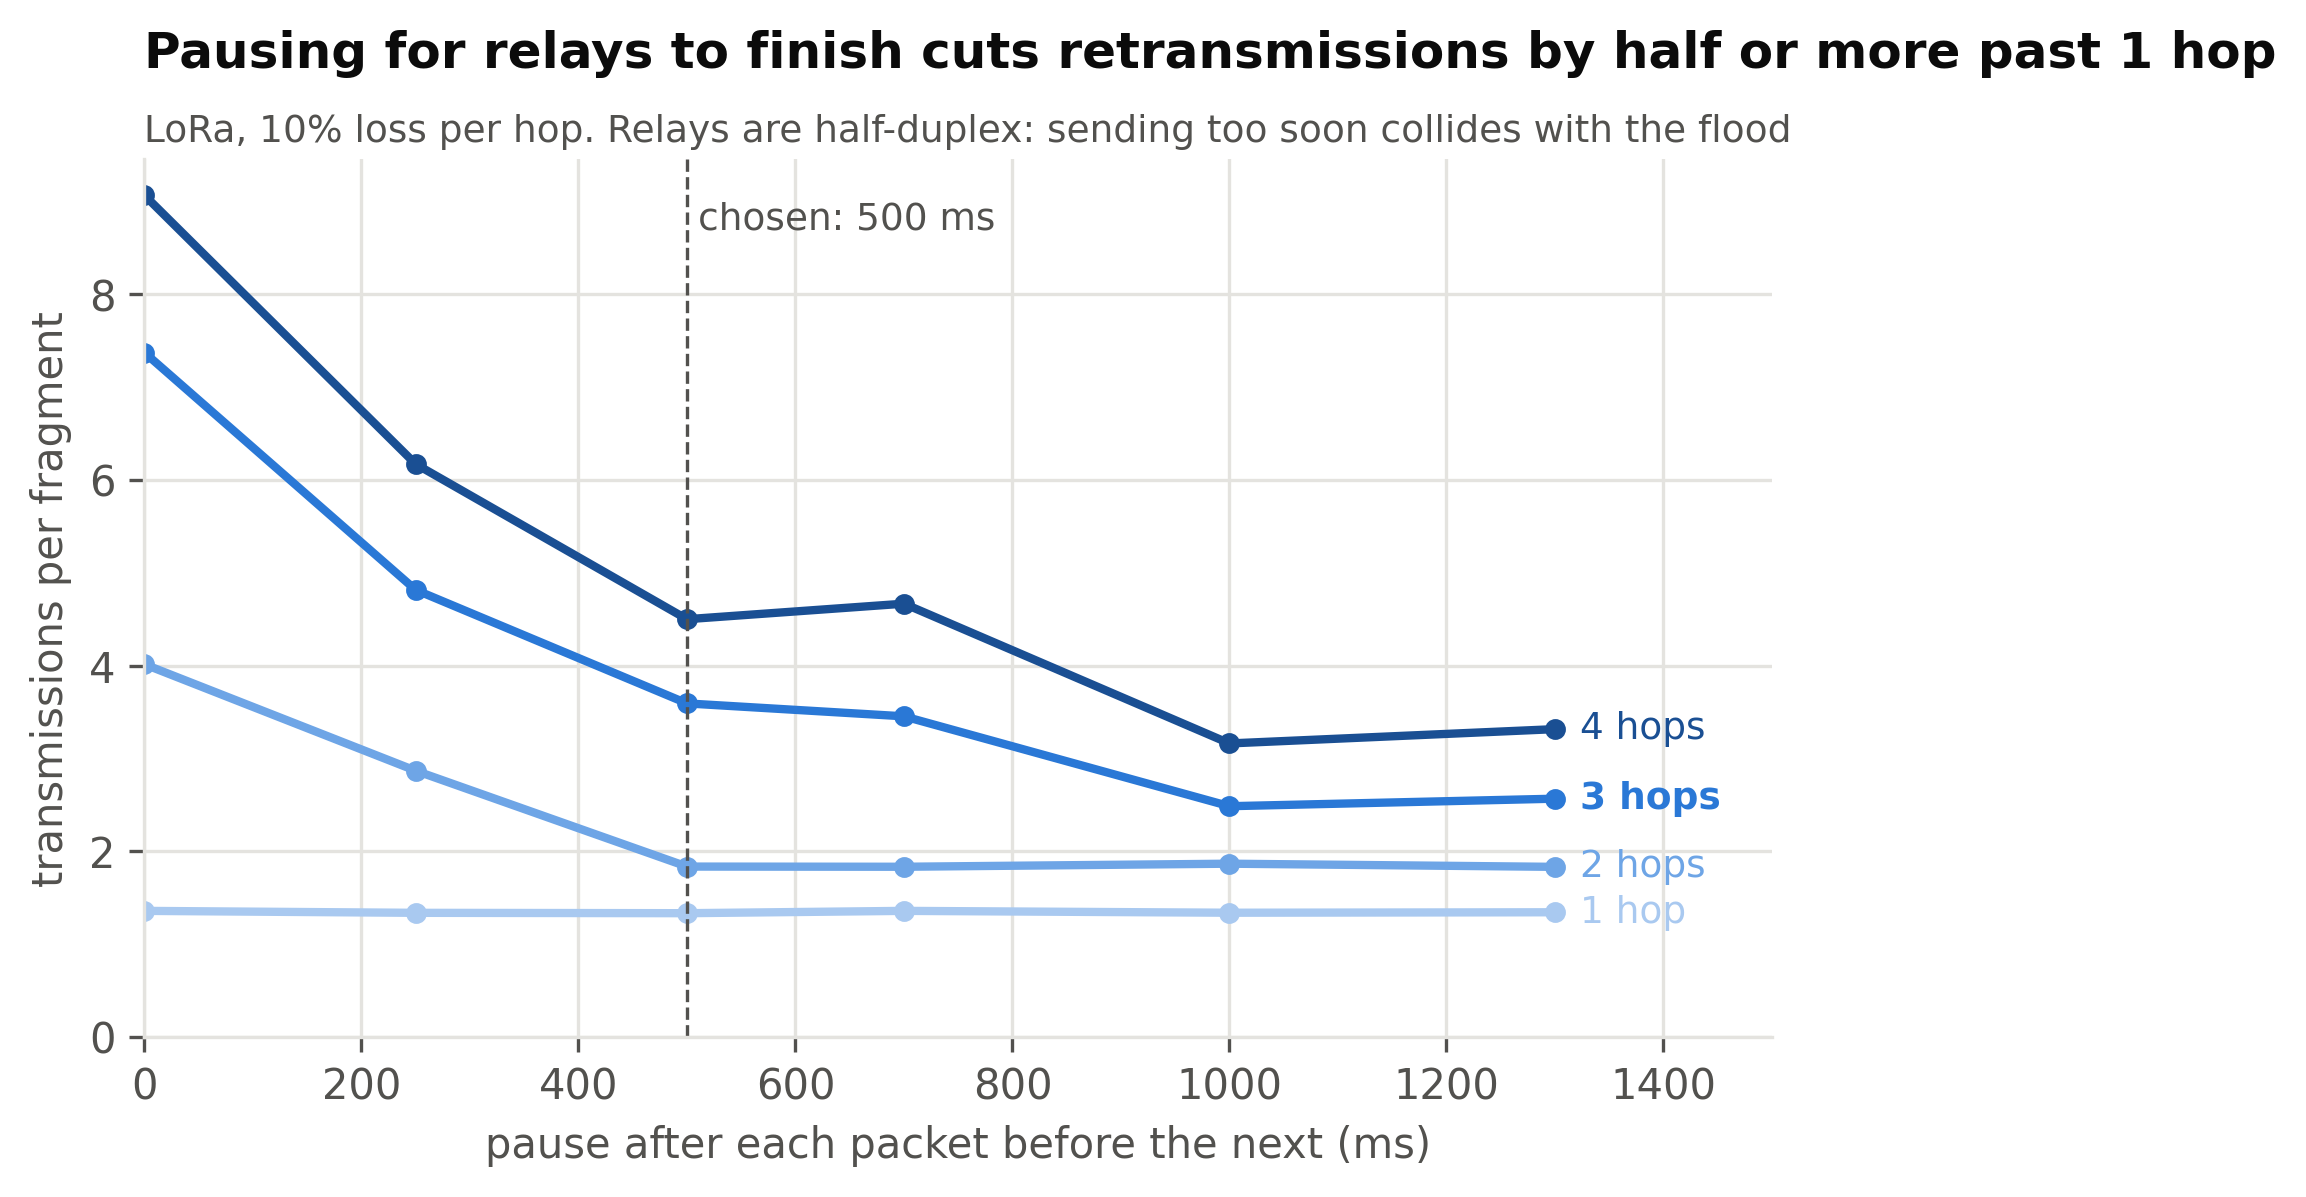 Pausing for relays to finish cuts retransmissions by half or more past 1 hop
LoRa, 10% loss per hop. Relays are half-duplex: sending too soon collides with the flood
chosen: 500 ms
transmissions per fragment
8
6
4
2
0
4 hops
3 hops
2 hops
1 hop
0 200 400 600 800 1000 1200 1400
pause after each packet before the next (ms)